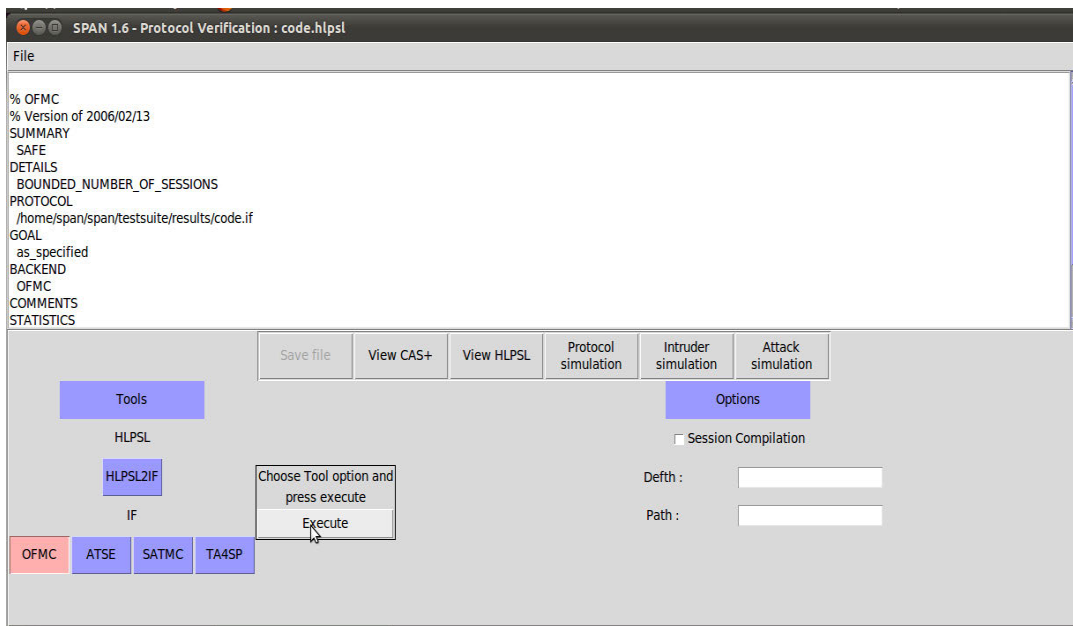 SPAN 1.6 - Protocol Verification : code.hlpsl
File
% OFMC
% Version of 2006/02/13
SUMMARY
SAFE
DETAILS
BOUNDED_NUMBER_OF_SESSIONS
PROTOCOL
/home/span/span/testsuite/results/code.if
GOAL
as_specified
BACKEND
OFMC
COMMENTS
STATISTICS
Save file
View CAS+
View HLPSL
Protocol
simulation
Intruder
simulation
Attack
simulation
Tools
Options
HLPSL
Session Compilation
HLPSL2IF
Choose Tool option and
press execute
Execute
Defth :
IF
Path :
OFMC
ATSE
SATMC
TA4SP